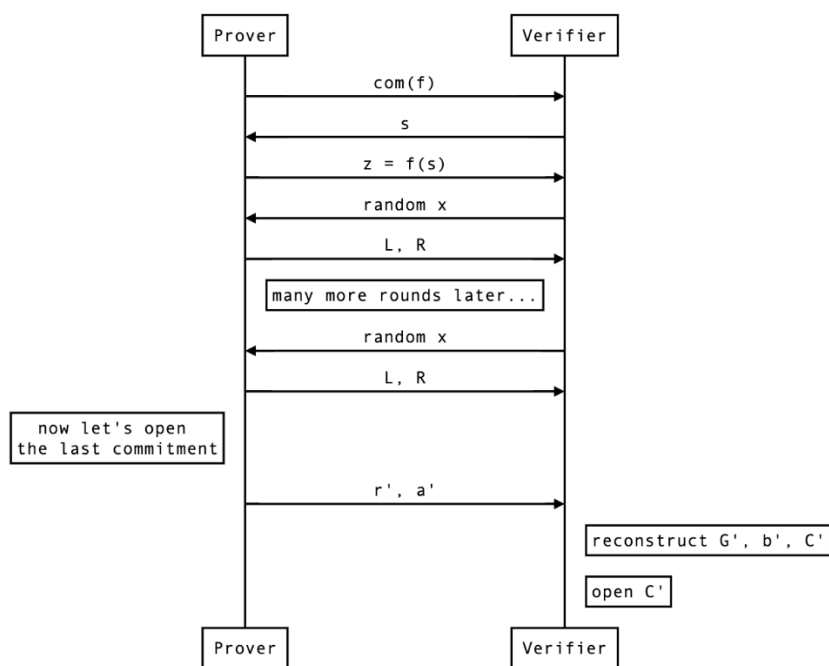 Prover
Verifier
com(f)
s
z = f(s)
random x
L, R
many more rounds later...
random x
L, R
now let's open
the last commitment
r', a'
reconstruct G', b', C'
open C'
Prover
Verifier